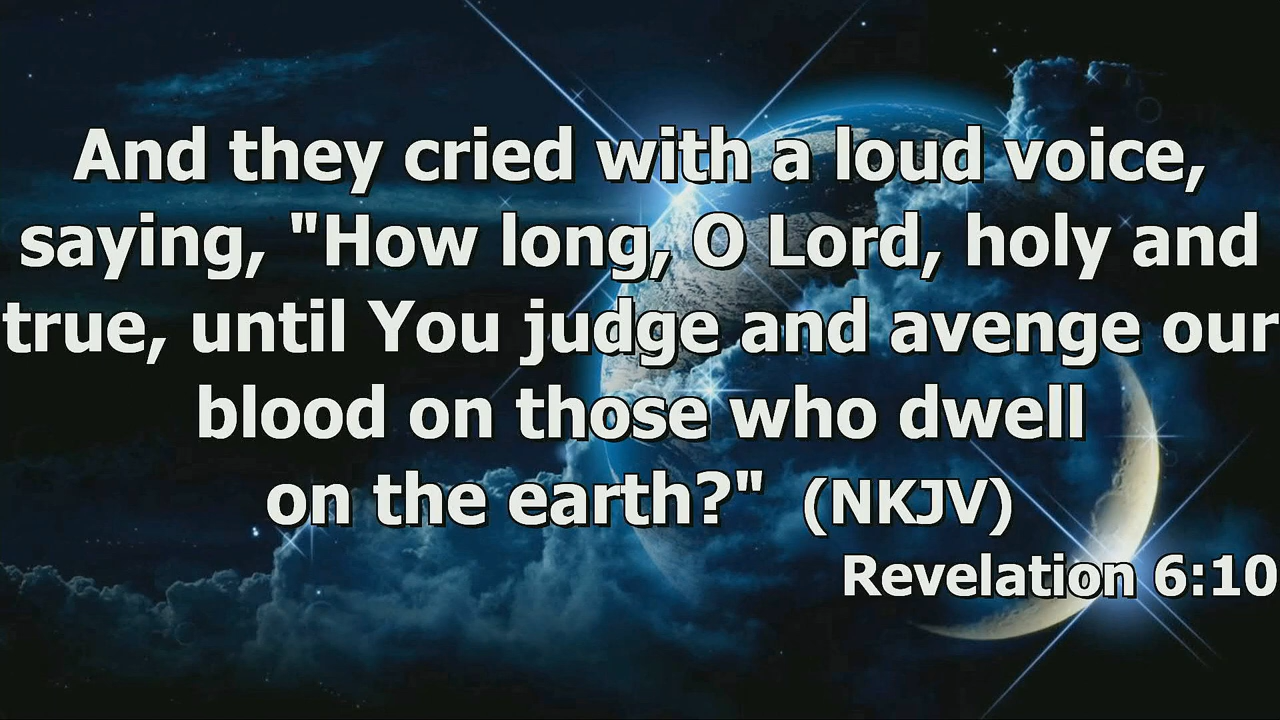 And they cried with a loud voice,
saying, "How long, O Lord, holy and
true, until You judge and avenge our
blood on those who dwell
on the earth?" (NKJV)
Revelation 6:10